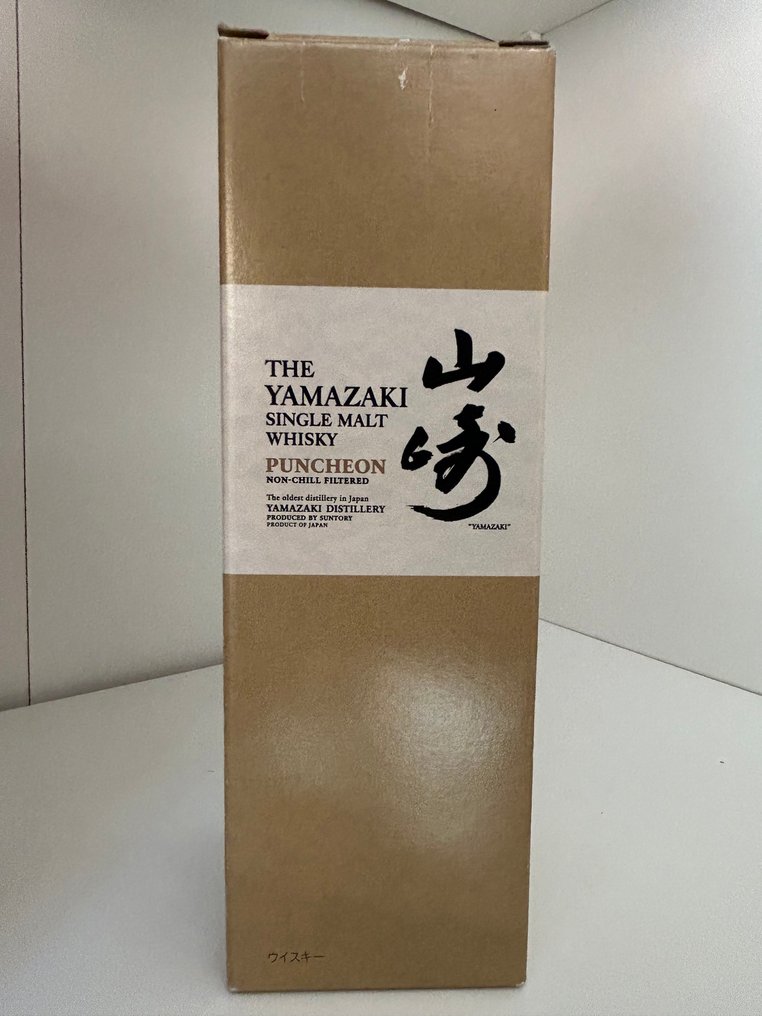 THE
YAMAZAKI
SINGLE MALT
WHISKY
PUNCHEON
NON-CHILL FILTERED
The oldest distillery in Japan
YAMAZAKI DISTILLERY
PRODUCED BY SUNTORY
PRODUCT OF JAPAN
山崎
"YAMAZAKI"
ウイスキー